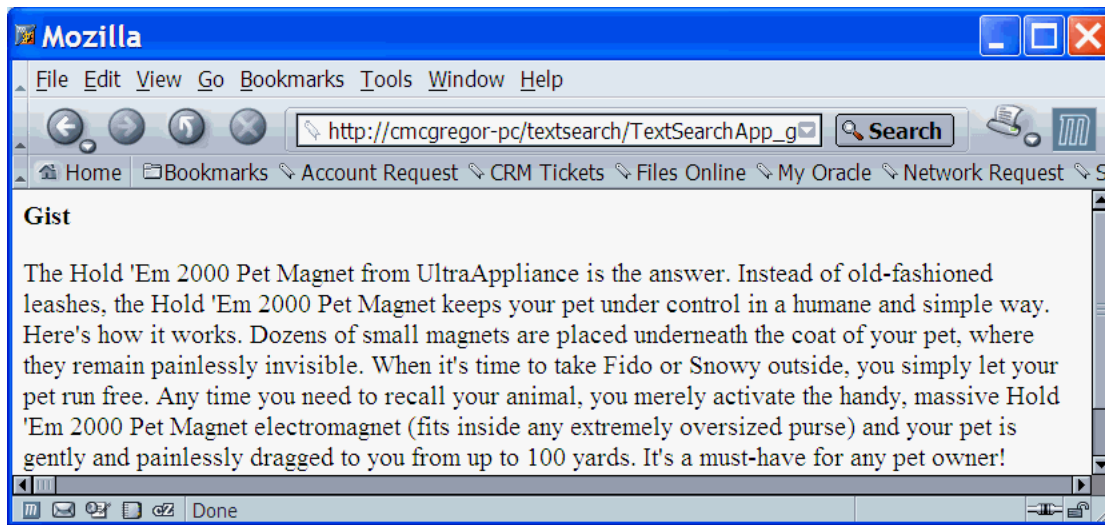 Mozilla
File Edit View Go Bookmarks Tools Window Help
http://cmcgregor-pc/textsearch/TextSearchApp_g Search
Home Bookmarks Account Request CRM Tickets Files Online My Oracle Network Request S
Gist
The Hold 'Em 2000 Pet Magnet from UltraAppliance is the answer. Instead of old-fashioned
leashes, the Hold 'Em 2000 Pet Magnet keeps your pet under control in a humane and simple way.
Here's how it works. Dozens of small magnets are placed underneath the coat of your pet, where
they remain painlessly invisible. When it's time to take Fido or Snowy outside, you simply let your
pet run free. Any time you need to recall your animal, you merely activate the handy, massive Hold
'Em 2000 Pet Magnet electromagnet (fits inside any extremely oversized purse) and your pet is
gently and painlessly dragged to you from up to 100 yards. It's a must-have for any pet owner!
Done